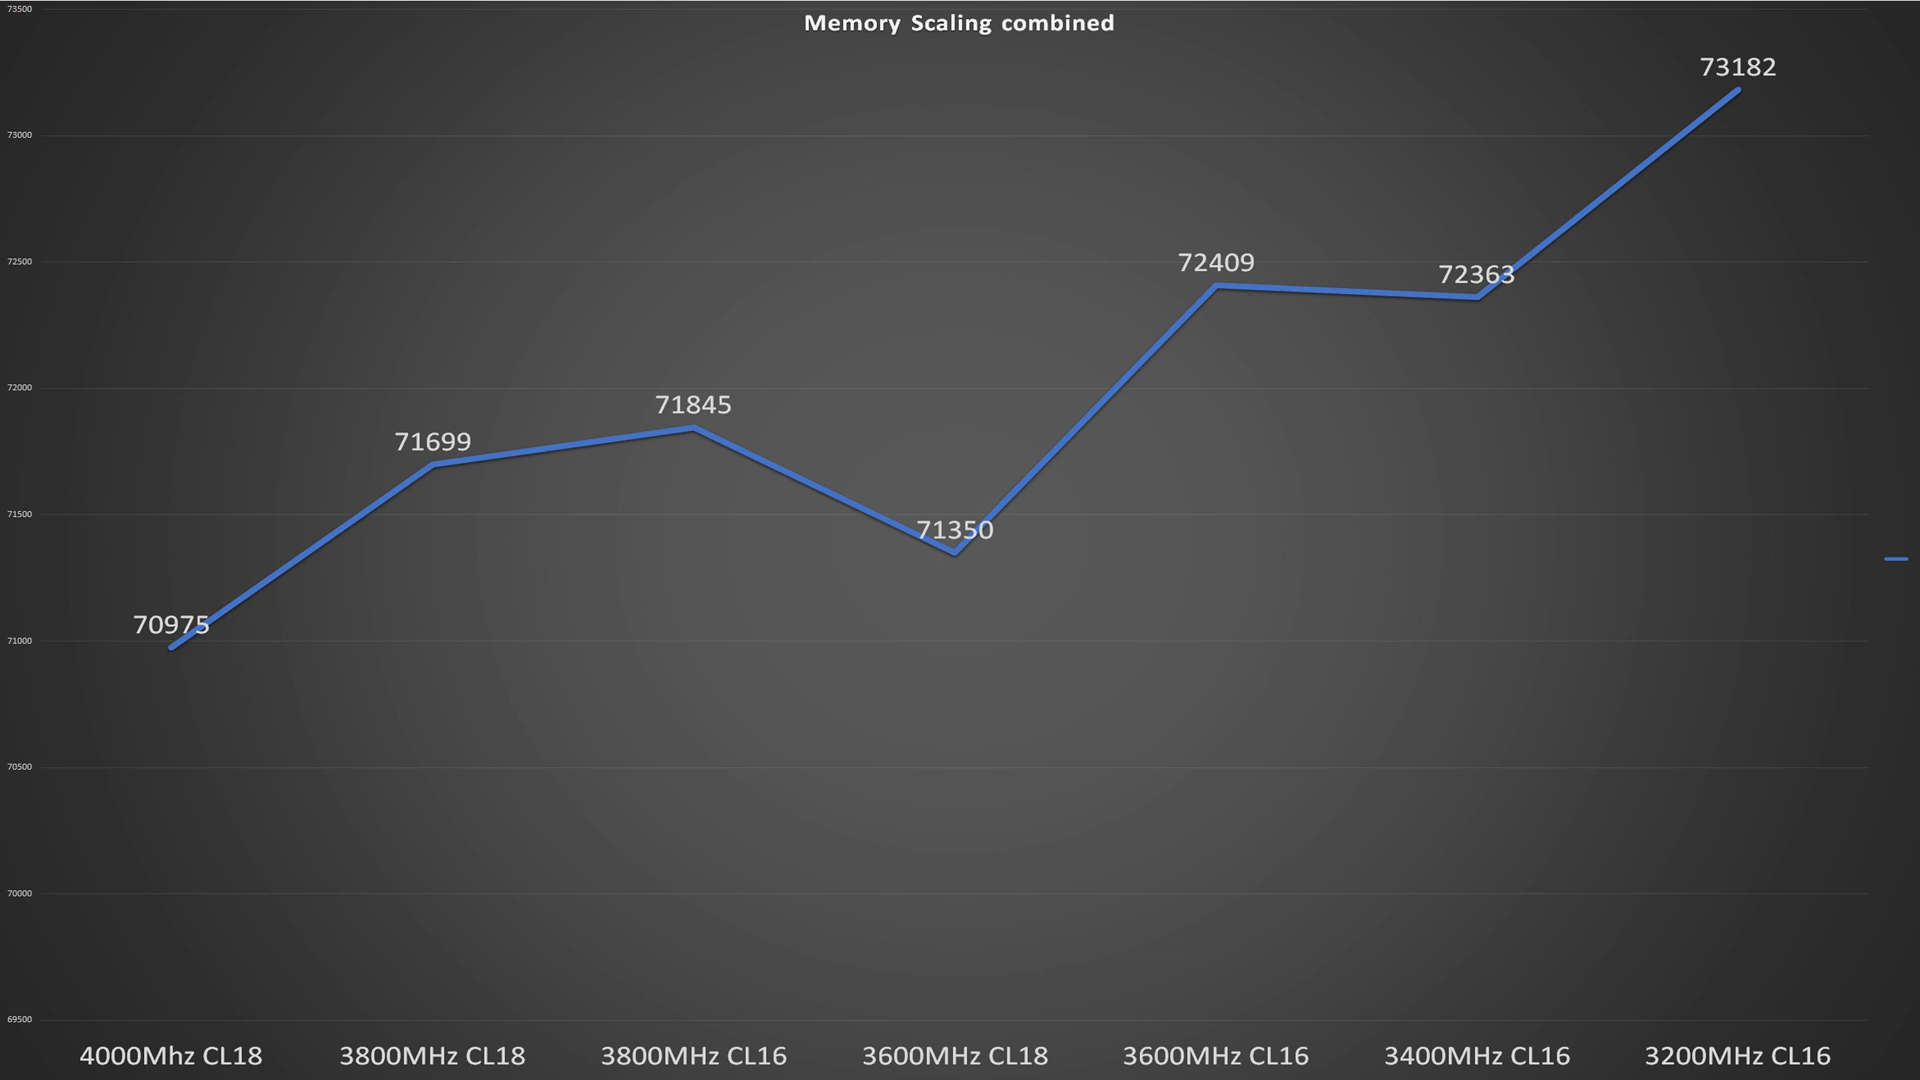 Memory Scaling combined
73500
73000
72500
72000
71500
71000
70500
70000
69500
70975
71699
71845
71350
72409
72363
73182
4000Mhz CL18
3800MHz CL18
3800MHz CL16
3600MHz CL18
3600MHz CL16
3400MHz CL16
3200MHz CL16